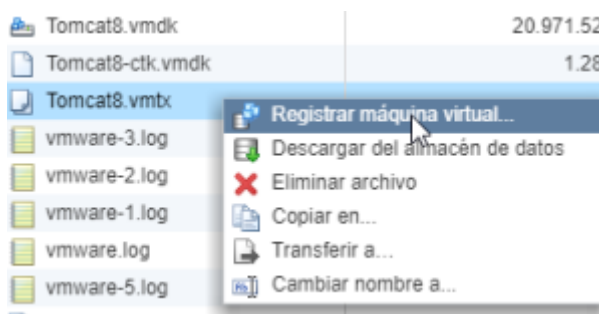 Tomcat8.vmdk 20.971.52
Tomcat8-ctk.vmdk 1.28
Tomcat8.vmtx
Registrar máquina virtual...
vmware-3.log
Descargar del almacén de datos
vmware-2.log
Eliminar archivo
vmware-1.log
Copiar en...
vmware.log
Transferir a...
vmware-5.log
Cambiar nombre a...